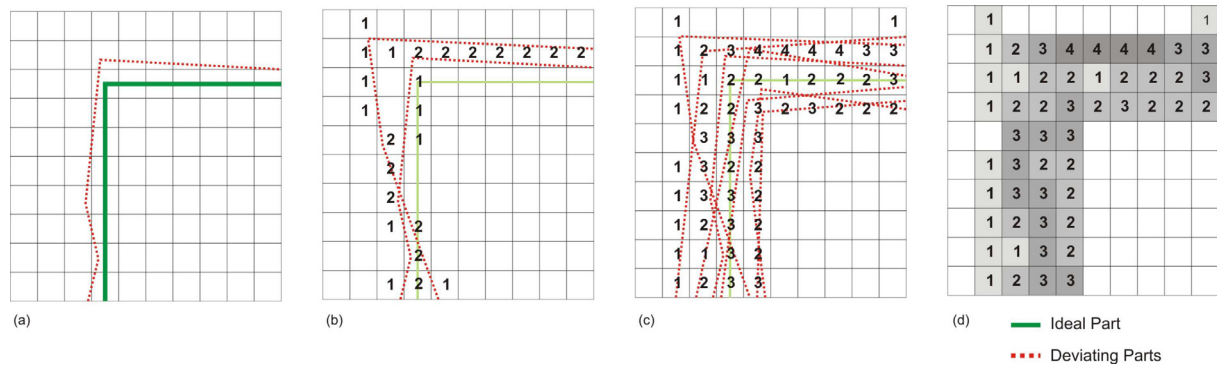 (a)
1
1 1 2 2 2 2 2 2 2
1 1
1 1
2 1
2
2
1 2
2
1 2 1
(b)
1 1
1 2 3 4 4 4 4 3 3
1 1 2 2 1 2 2 2 3
1 2 2 3 2 3 2 2 2
3 3 3
1 3 2 2
1 3 3 2
1 2 3 2
1 1 3 2
1 2 3 3
(c)
1 1
1 2 3 4 4 4 4 3 3
1 1 2 2 1 2 2 2 3
1 2 2 3 2 3 2 2 2
3 3 3
1 3 2 2
1 3 3 2
1 2 3 2
1 1 3 2
1 2 3 3
(d)
Ideal Part
Deviating Parts